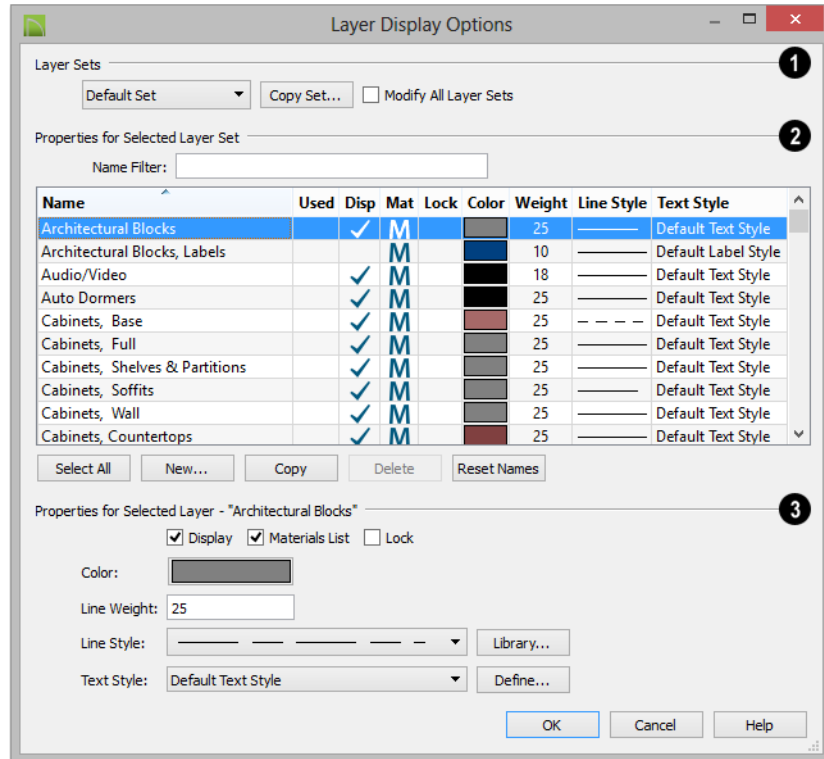 Layer Display Options
Layer Sets 1
Default Set Copy Set... Modify All Layer Sets
Properties for Selected Layer Set 2
Name Filter:
Name Used Disp Mat Lock Color Weight Line Style Text Style
Architectural Blocks M 25 Default Text Style
Architectural Blocks, Labels M 10 Default Label Style
Audio/Video M 18 Default Text Style
Auto Dormers M 25 Default Text Style
Cabinets, Base M 25 Default Text Style
Cabinets, Full M 25 Default Text Style
Cabinets, Shelves & Partitions M 25 Default Text Style
Cabinets, Soffits M 25 Default Text Style
Cabinets, Wall M 25 Default Text Style
Cabinets, Countertops M 25 Default Text Style
Select All New... Copy Delete Reset Names
Properties for Selected Layer - "Architectural Blocks" 3
Display Materials List Lock
Color:
Line Weight: 25
Line Style: Library...
Text Style: Default Text Style Define...
OK Cancel Help